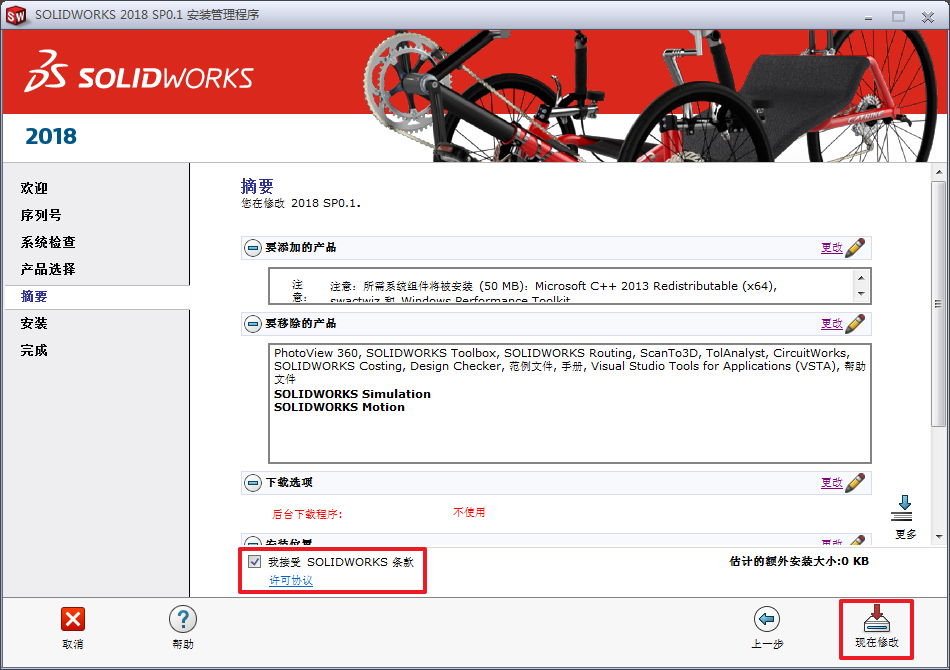 SOLIDWORKS 2018 SP0.1 安装管理程序
SOLIDWORKS
2018
欢迎
序列号
系统检查
产品选择
摘要
安装
完成
摘要
您在修改 2018 SP0.1.
要添加的产品
更改
注意:
注意: 所需系统组件将被安装 (50 MB): Microsoft C++ 2013 Redistributable (x64),
swactwiz 和 Windows Performance Toolkit
要移除的产品
更改
PhotoView 360, SOLIDWORKS Toolbox, SOLIDWORKS Routing, ScanTo3D, TolAnalyst, CircuitWorks,
SOLIDWORKS Costing, Design Checker, 范例文件, 手册, Visual Studio Tools for Applications (VSTA), 帮助
文件
SOLIDWORKS Simulation
SOLIDWORKS Motion
下载选项
更改
后台下载程序:
不使用
安装位置
更改
更多
我接受 SOLIDWORKS 条款
许可协议
估计的额外安装大小:0 KB
取消
帮助
上一步
现在修改